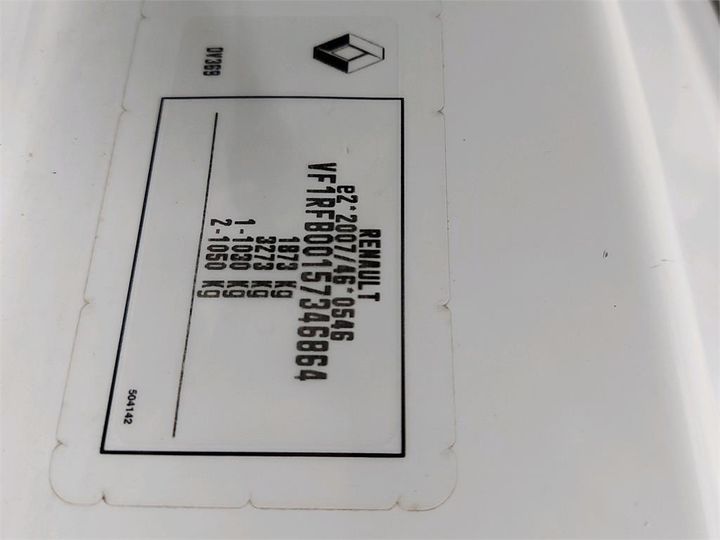 DV369
RENAULT
e2*2007/46*0546
VF1RFB00157346864
1873 kg
3273 kg
1-1030 kg
2-1050 kg
504142